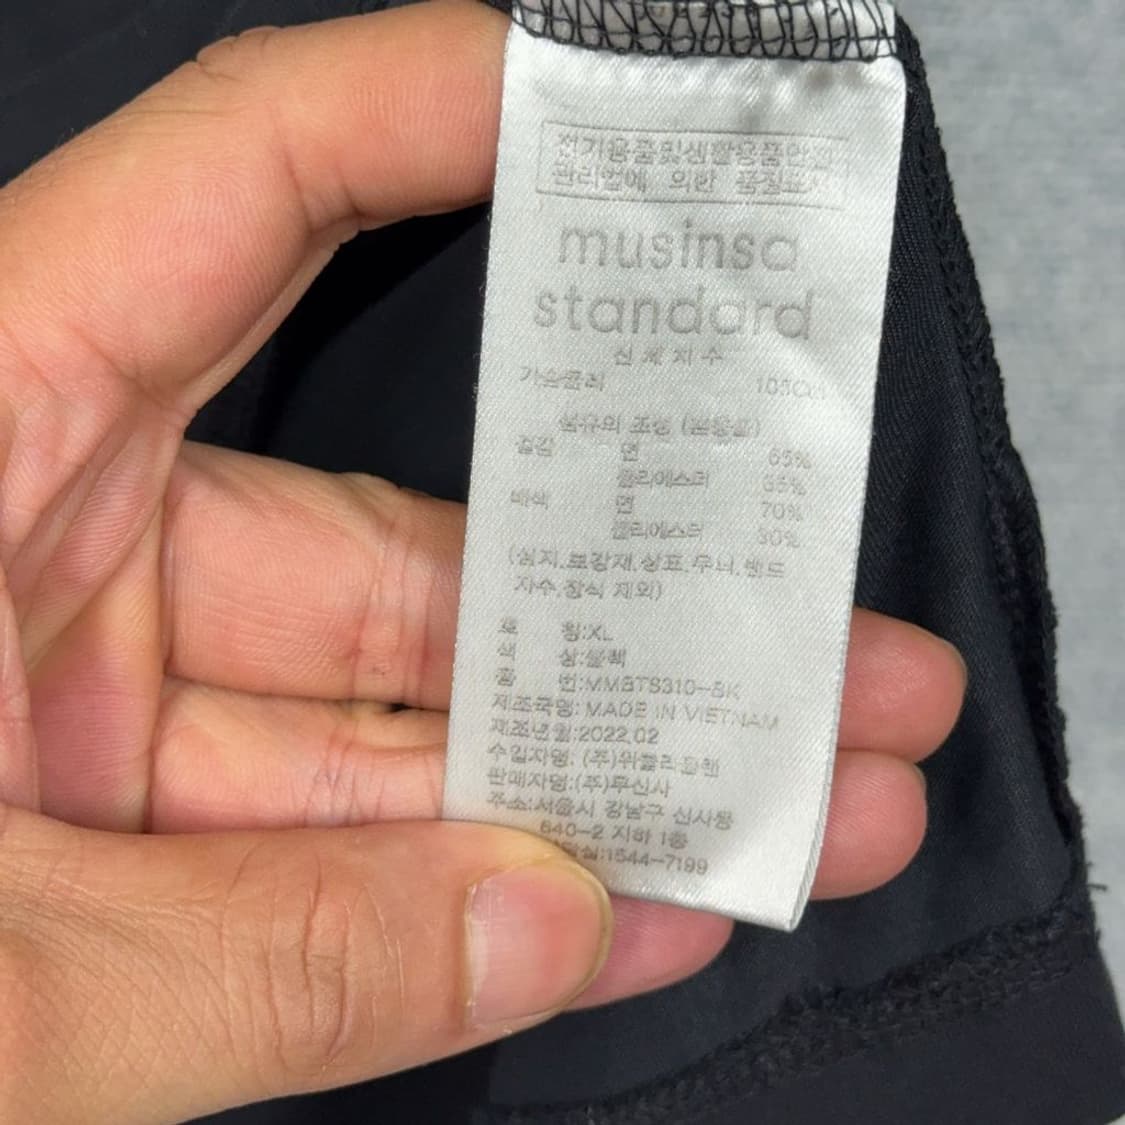 전기용품및생활용품안전
관리법에 의한 품질표시
musinsa
standard
신체치수
가슴둘레 105cm
섬유의 조성 (혼용률)
겉감 면 65%
폴리에스터 35%
배색 면 70%
폴리에스터 30%
(심지,보강재,상표,무늬,밴드
자수,장식 제외)
호 칭:XL
색 상:블랙
품 번:MMBTS310-BK
제조국명: MADE IN VIETNAM
제조년월:2022.02
수입자명: (주)위클리플랜
판매자명:(주)무신사
주소:서울시 강남구 신사동
640-2 지하 1층
1544-7199